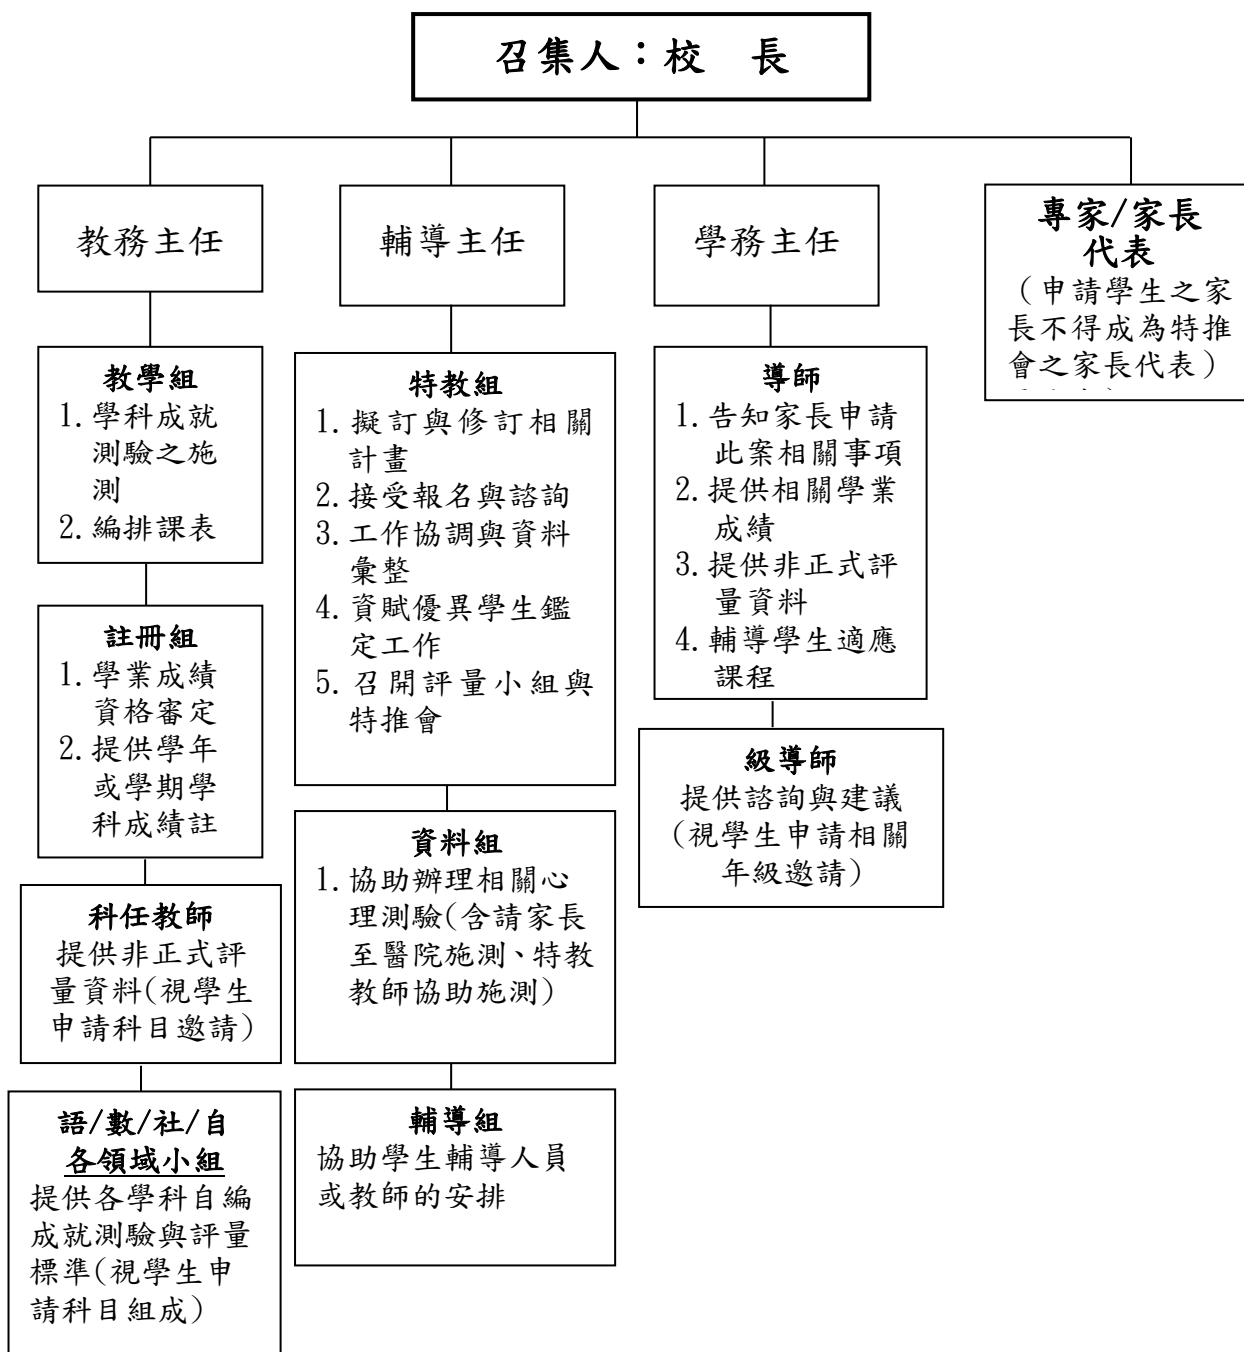 召集人：校　長
教務主任
輔導主任
學務主任
專家/家長
代表
（申請學生之家
長不得成為特推
會之家長代表）
教學組
1. 學科成就
測驗之施
測
2. 編排課表
註冊組
1. 學業成績
資格審定
2. 提供學年
或學期學
科成績註
科任教師
提供非正式評
量資料(視學生
申請科目邀請)
語/數/社/自
各領域小組
提供各學科自編
成就測驗與評量
標準(視學生申
請科目組成)
特教組
1. 擬訂與修訂相關
計畫
2. 接受報名與諮詢
3. 工作協調與資料
彙整
4. 資賦優異學生鑑
定工作
5. 召開評量小組與
特推會
資料組
1. 協助辦理相關心
理測驗(含請家長
至醫院施測、特教
教師協助施測)
輔導組
協助學生輔導人員
或教師的安排
導師
1. 告知家長申請
此案相關事項
2. 提供相關學業
成績
3. 提供非正式評
量資料
4. 輔導學生適應
課程
級導師
提供諮詢與建議
(視學生申請相關
年級邀請)